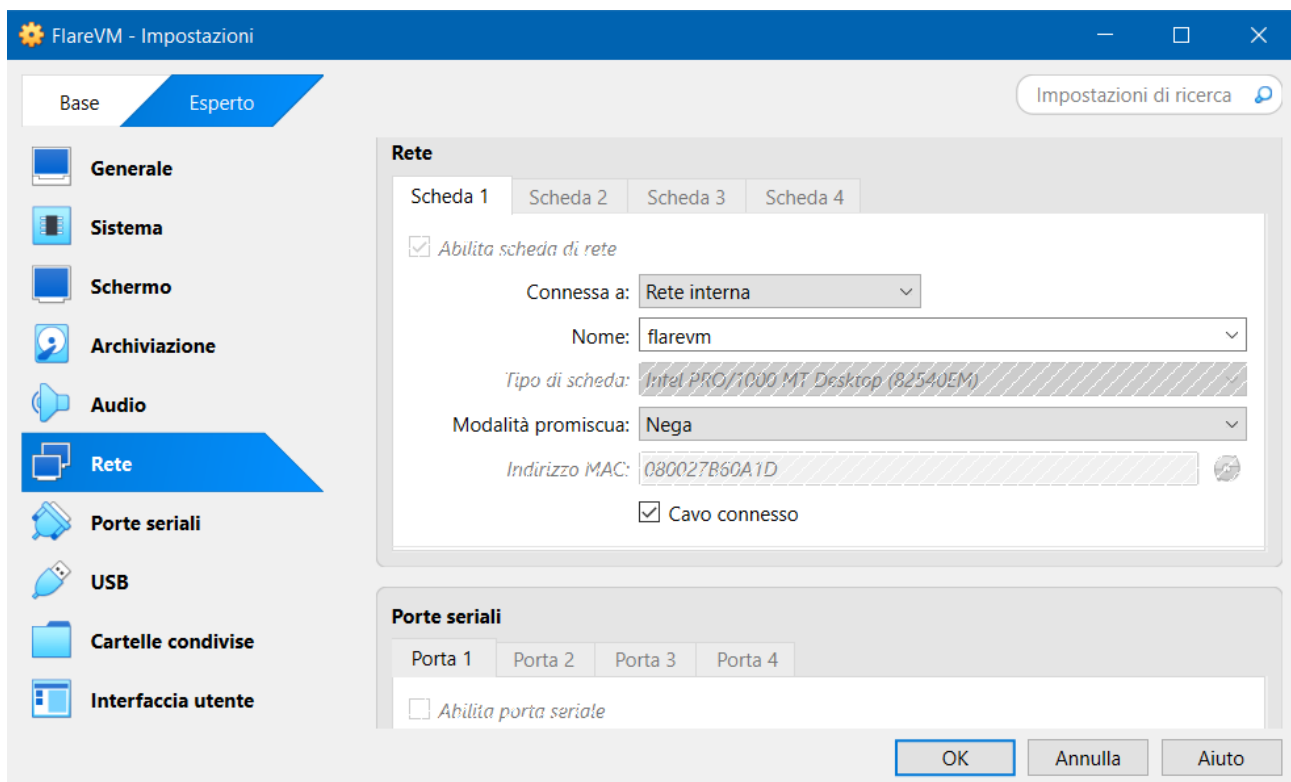 FlareVM - Impostazioni
Base
Esperto
Impostazioni di ricerca
Generale
Sistema
Schermo
Archiviazione
Audio
Rete
Porte seriali
USB
Cartelle condivise
Interfaccia utente
Rete
Scheda 1 Scheda 2 Scheda 3 Scheda 4
Abilita scheda di rete
Connessa a: Rete interna
Nome: flarevm
Tipo di scheda: Intel PRO/1000 MT Desktop (82540EM)
Modalità promiscua: Nega
Indirizzo MAC: 080027B60A1D
Cavo connesso
Porte seriali
Porta 1 Porta 2 Porta 3 Porta 4
Abilita porta seriale
OK Annulla Aiuto